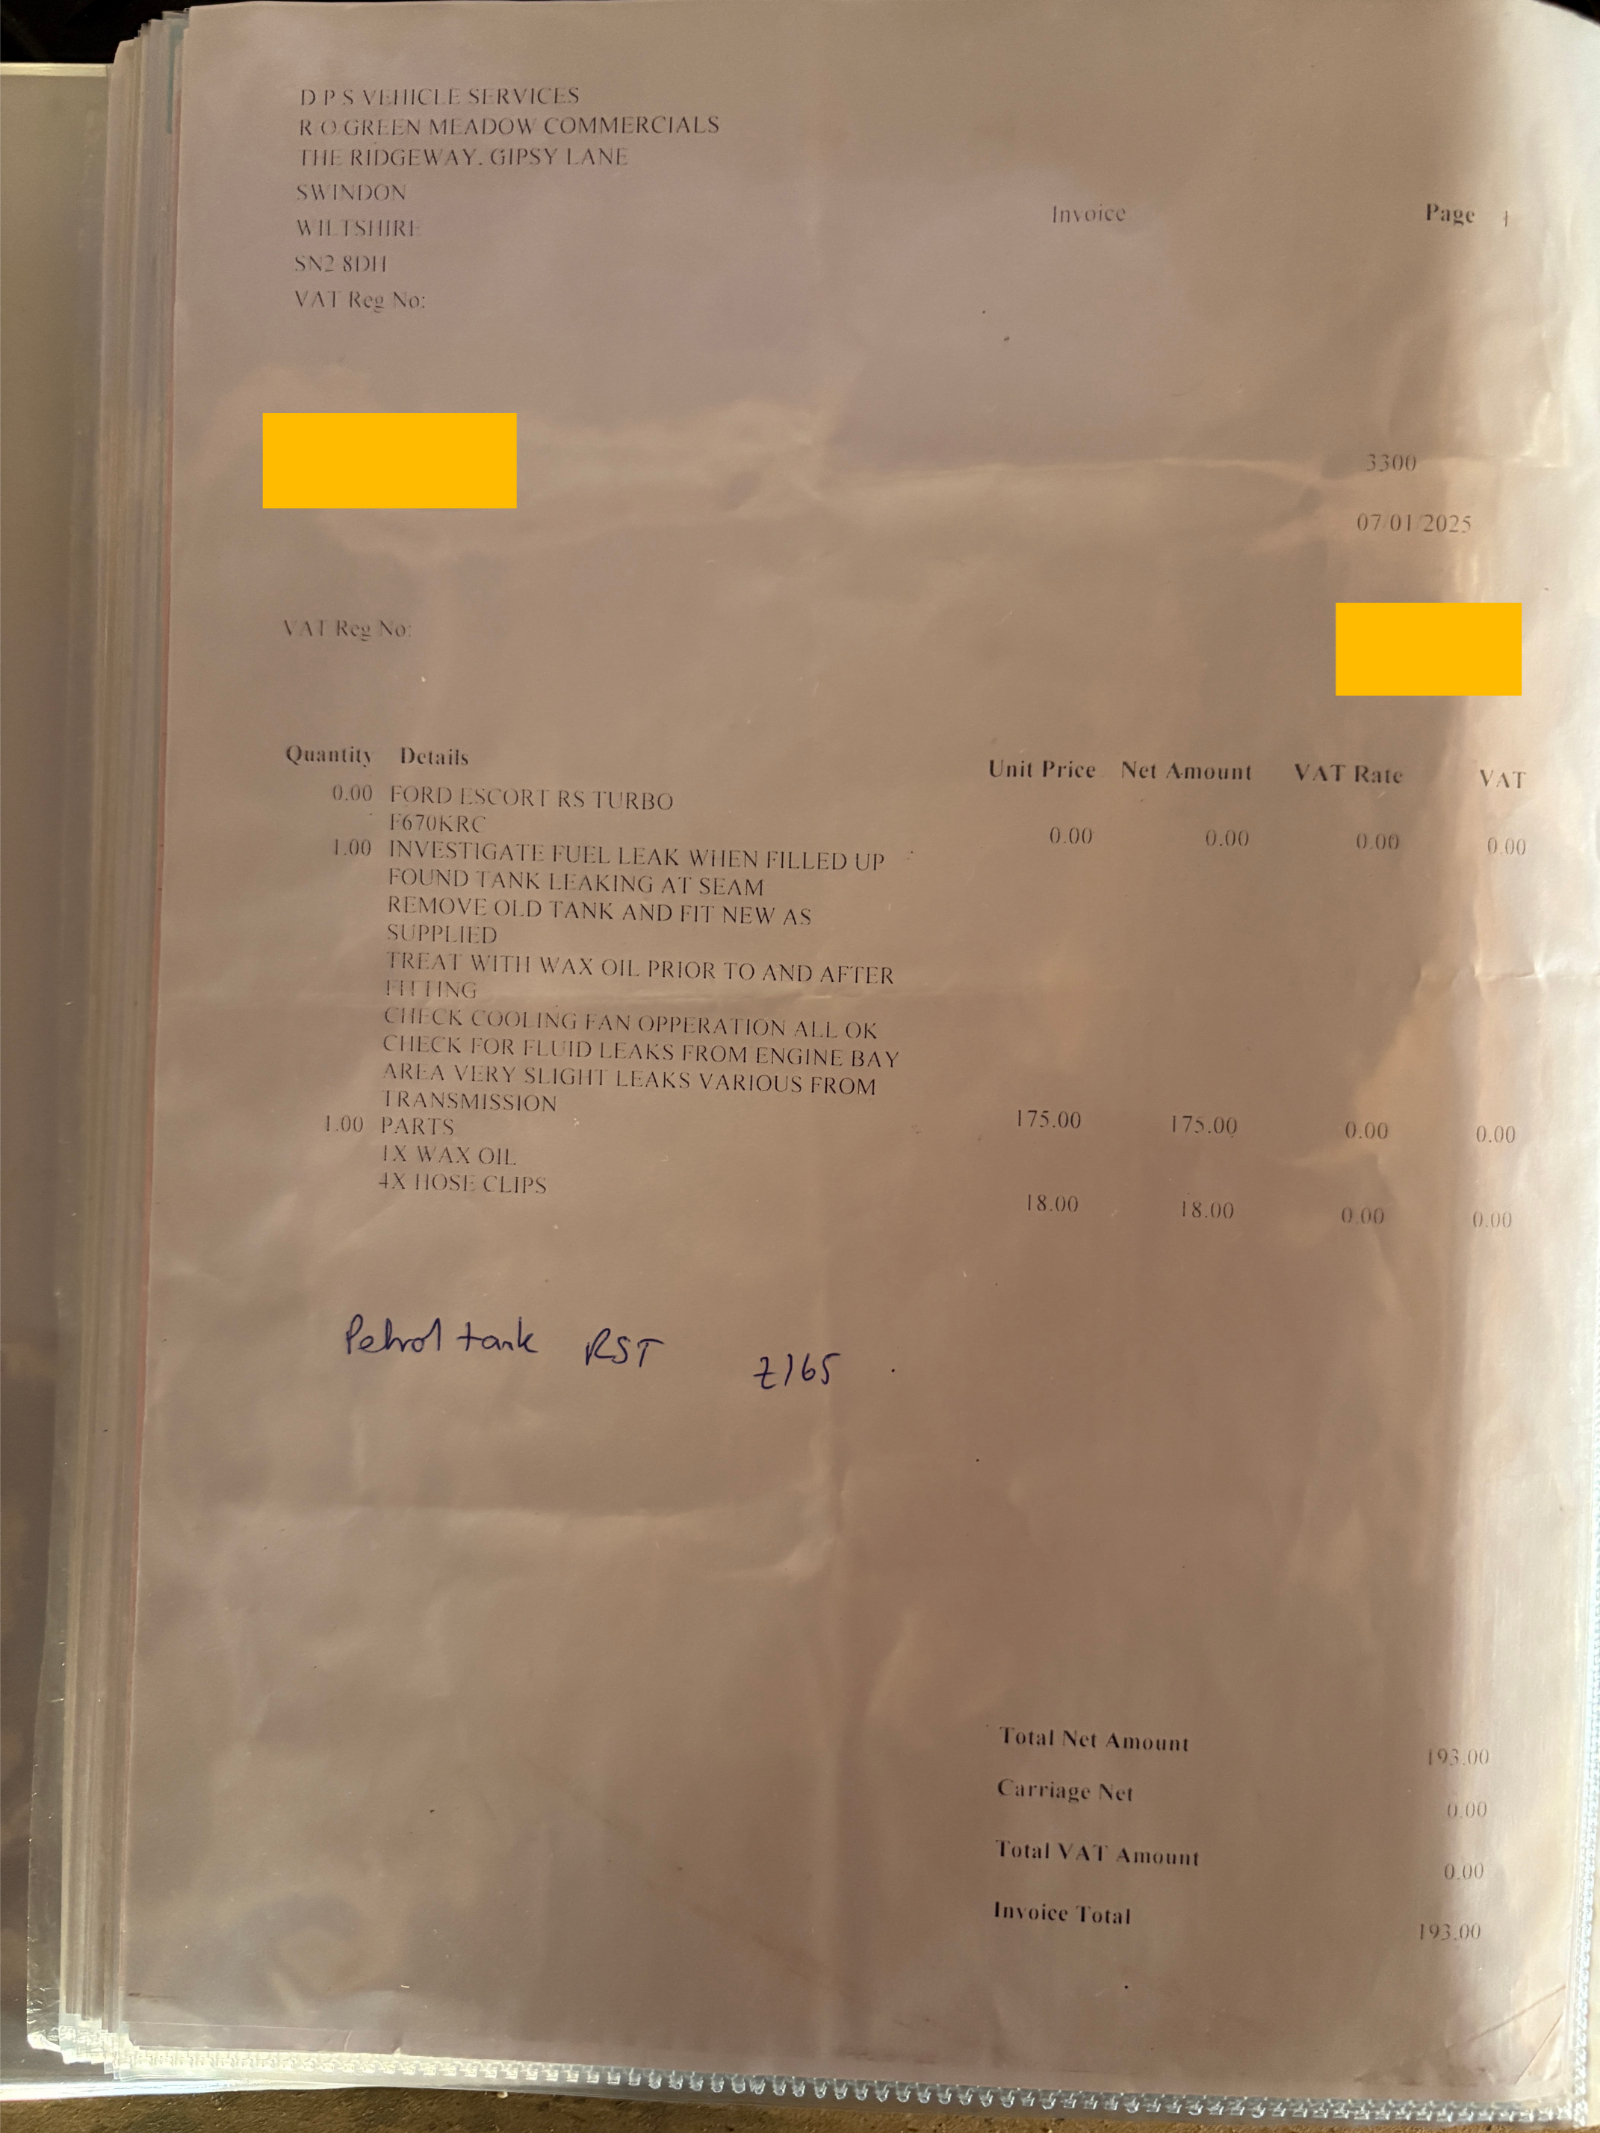 D P S VEHICLE SERVICES
R/O GREEN MEADOW COMMERCIALS
THE RIDGEWAY. GIPSY LANE
SWINDON
WILTSHIRE
SN2 8DH
VAT Reg No:
Invoice Page 1
3300
07/01/2025
VAT Reg No:
Quantity Details Unit Price Net Amount VAT Rate VAT
0.00 FORD ESCORT RS TURBO
F670KRC 0.00 0.00 0.00 0.00
1.00 INVESTIGATE FUEL LEAK WHEN FILLED UP
FOUND TANK LEAKING AT SEAM
REMOVE OLD TANK AND FIT NEW AS
SUPPLIED
TREAT WITH WAX OIL PRIOR TO AND AFTER
FITTING
CHECK COOLING FAN OPPERATION ALL OK
CHECK FOR FLUID LEAKS FROM ENGINE BAY
AREA VERY SLIGHT LEAKS VARIOUS FROM
TRANSMISSION 175.00 175.00 0.00 0.00
1.00 PARTS
1X WAX OIL
4X HOSE CLIPS 18.00 18.00 0.00 0.00
Petrol tank RST £165
Total Net Amount 193.00
Carriage Net 0.00
Total VAT Amount 0.00
Invoice Total 193.00